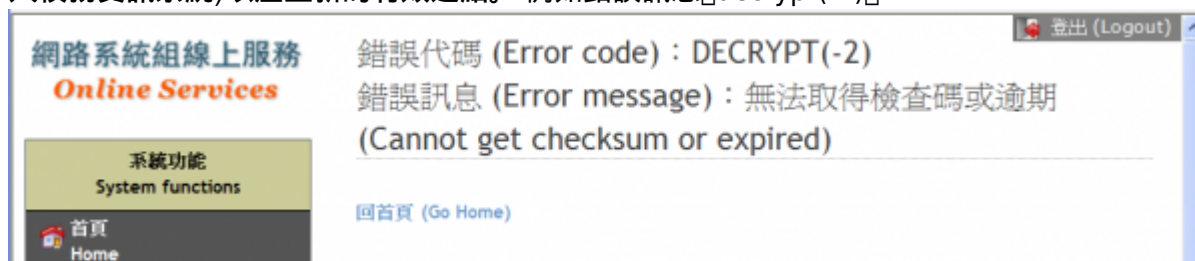 登出 (Logout)
網路系統組線上服務
Online Services
錯誤代碼 (Error code)：DECRYPT(-2)
錯誤訊息 (Error message)：無法取得檢查碼或逾期
(Cannot get checksum or expired)
系統功能
System functions
首頁
Home
回首頁 (Go Home)